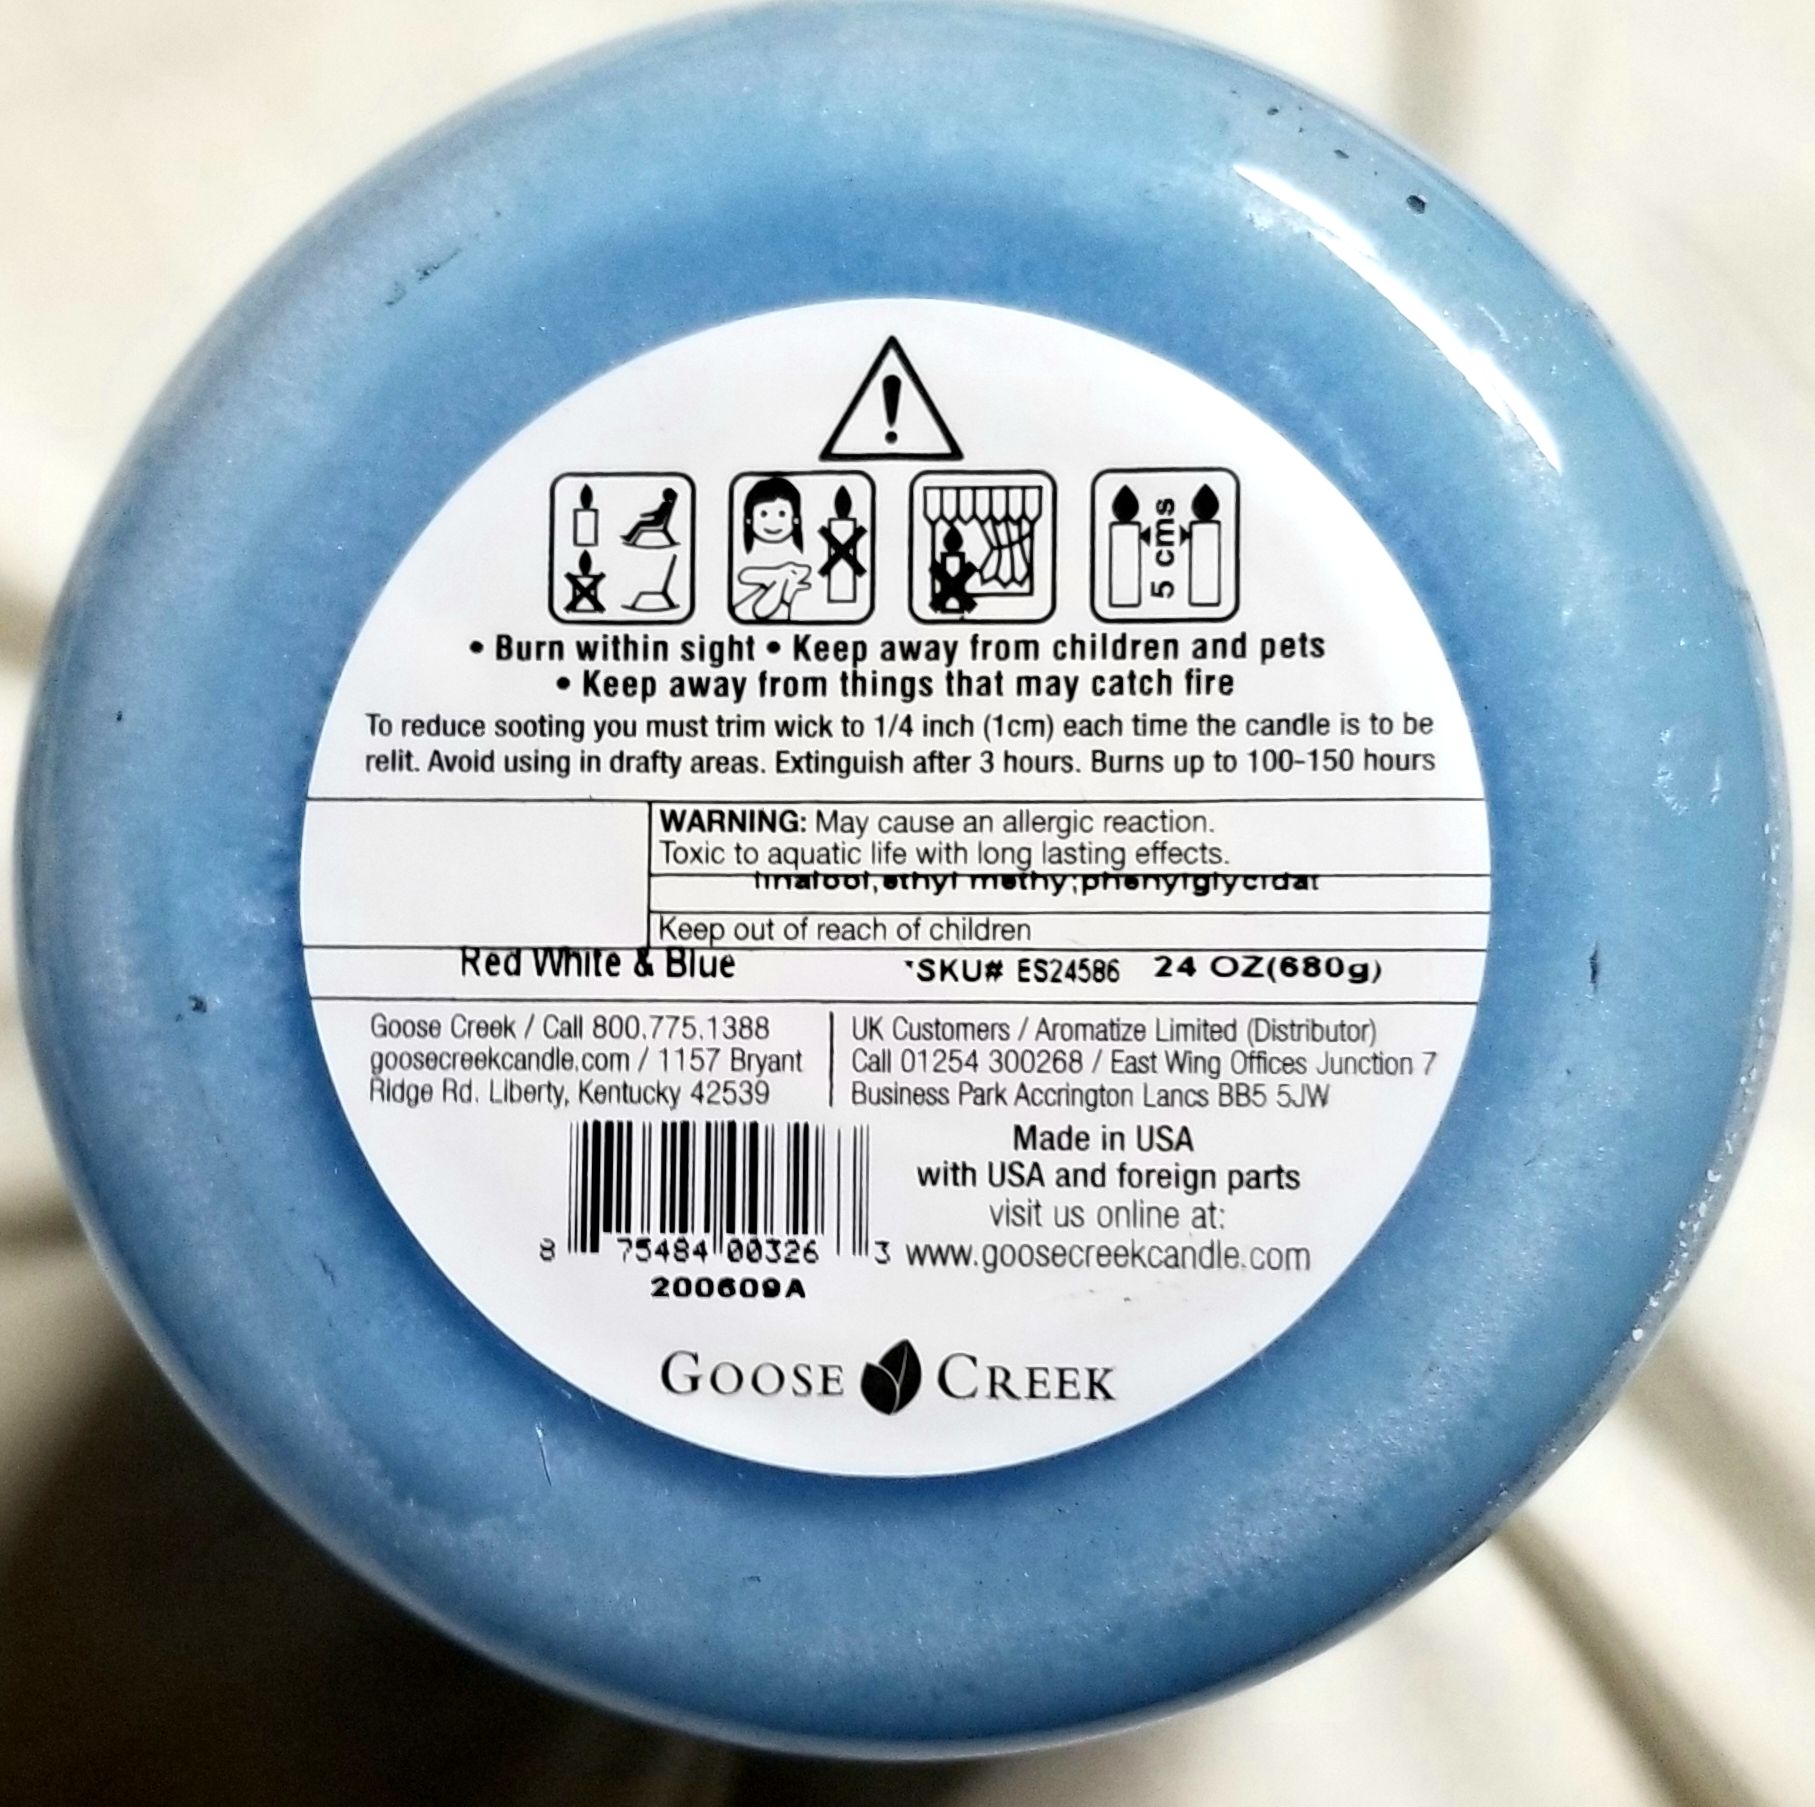 5 cms
• Burn within sight • Keep away from children and pets
• Keep away from things that may catch fire
To reduce sooting you must trim wick to 1/4 inch (1cm) each time the candle is to be
relit. Avoid using in drafty areas. Extinguish after 3 hours. Burns up to 100-150 hours
WARNING: May cause an allergic reaction.
Toxic to aquatic life with long lasting effects.
linalool,ethyl methy;phenylglycidat
Keep out of reach of children
Red White & Blue *SKU# ES24586 24 OZ(680g)
Goose Creek / Call 800.775.1388
goosecreekcandle.com / 1157 Bryant
Ridge Rd. Liberty, Kentucky 42539
UK Customers / Aromatize Limited (Distributor)
Call 01254 300268 / East Wing Offices Junction 7
Business Park Accrington Lancs BB5 5JW
Made in USA
with USA and foreign parts
visit us online at:
www.goosecreekcandle.com
8 75484 00326 3
200609A
GOOSE CREEK